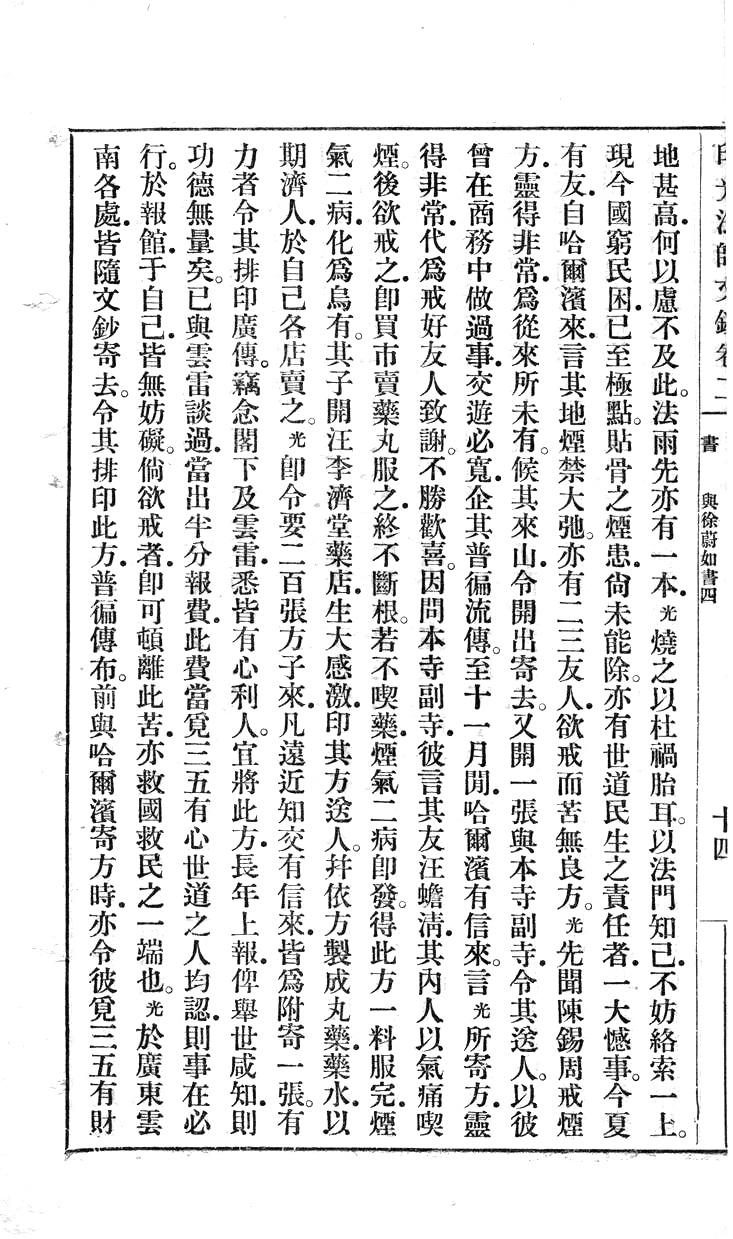 印光法師文鈔卷二 書 與徐蔚如書四 十四
地甚高.何以慮不及此。法雨先亦有一本.光燒之以杜禍胎耳。以法門知己.不妨絡索一上。
現今國窮民困.已至極點。貼骨之煙患.尙未能除。亦有世道民生之責任者.一大憾事。今夏
有友.自哈爾濱來.言其地煙禁大弛。亦有二三友人.欲戒而苦無良方。光先聞陳錫周戒煙
方.靈得非常.爲從來所未有。候其來山.令開出寄去。又開一張與本寺副寺.令其送人。以彼
曾在商務中做過事.交遊必寬.企其普徧流傳。至十一月閒.哈爾濱有信來。言光所寄方.靈
得非常.代爲戒好友人致謝.不勝歡喜。因問本寺副寺.彼言其友汪蟾淸.其內人以氣痛喫
煙。後欲戒之.卽買市賣藥丸服之.終不斷根。若不喫藥.煙氣二病卽發。得此方一料服完.煙
氣二病.化爲烏有。其子開汪李濟堂藥店.生大感激.印其方送人。幷依方製成丸藥.藥水.以
期濟人.於自己各店賣之。光卽令要二百張方子來.凡遠近知交有信來.皆爲附寄一張。有
力者令其排印廣傳。竊念閣下及雲雷.悉皆有心利人。宜將此方.長年上報.俾舉世咸知.則
功德無量矣。已與雲雷談過.當出半分報費.此費當覓三五有心世道之人均認.則事在必
行。於報館.于自己.皆無妨礙。倘欲戒者.卽可頓離此苦.亦救國救民之一端也。光於廣東雲
南各處.皆隨文鈔寄去。令其排印此方.普徧傳布。前與哈爾濱寄方時.亦令彼覓三五有財